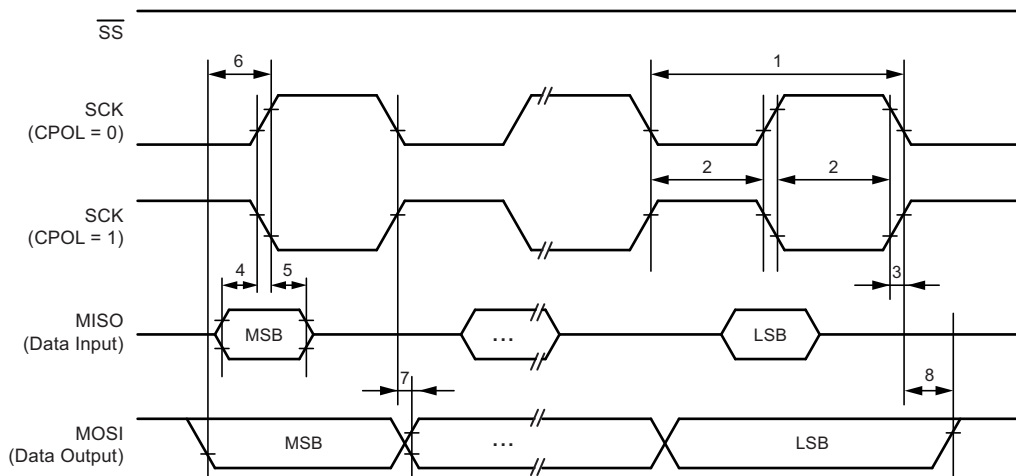 SS
6
1
SCK
(CPOL = 0)
2
2
SCK
(CPOL = 1)
4
5
3
MISO
(Data Input)
MSB
...
LSB
7
8
MOSI
(Data Output)
MSB
...
LSB